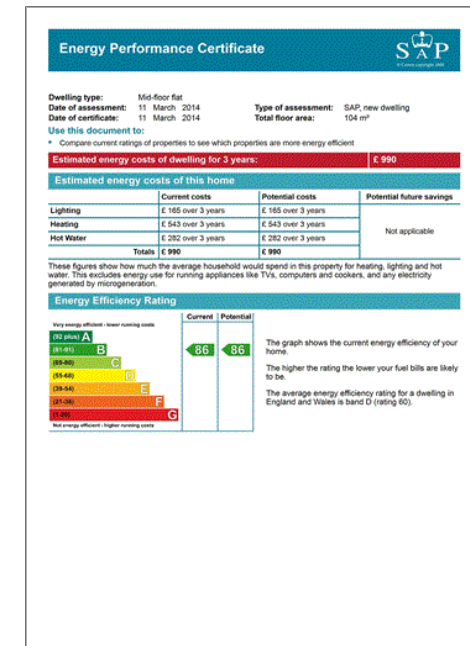 Energy Performance Certificate
SAP
© Crown copyright 2009
Dwelling type: Mid-floor flat
Date of assessment: 11 March 2014 Type of assessment: SAP, new dwelling
Date of certificate: 11 March 2014 Total floor area: 104 m²
Use this document to:
• Compare current ratings of properties to see which properties are more energy efficient
Estimated energy costs of dwelling for 3 years: £ 990
Estimated energy costs of this home
Current costs Potential costs Potential future savings
Lighting £ 165 over 3 years £ 165 over 3 years
Heating £ 543 over 3 years £ 543 over 3 years Not applicable
Hot Water £ 282 over 3 years £ 282 over 3 years
Totals £ 990 £ 990
These figures show how much the average household would spend in this property for heating, lighting and hot
water. This excludes energy use for running appliances like TVs, computers and cookers, and any electricity
generated by microgeneration.
Energy Efficiency Rating
Current Potential
Very energy efficient - lower running costs
(92 plus) A
(81-91) B 86 86
(69-80) C
(55-68) D
(39-54) E
(21-38) F
(1-20) G
Not energy efficient - higher running costs
The graph shows the current energy efficiency of your
home.
The higher the rating the lower your fuel bills are likely
to be.
The average energy efficiency rating for a dwelling in
England and Wales is band D (rating 60).